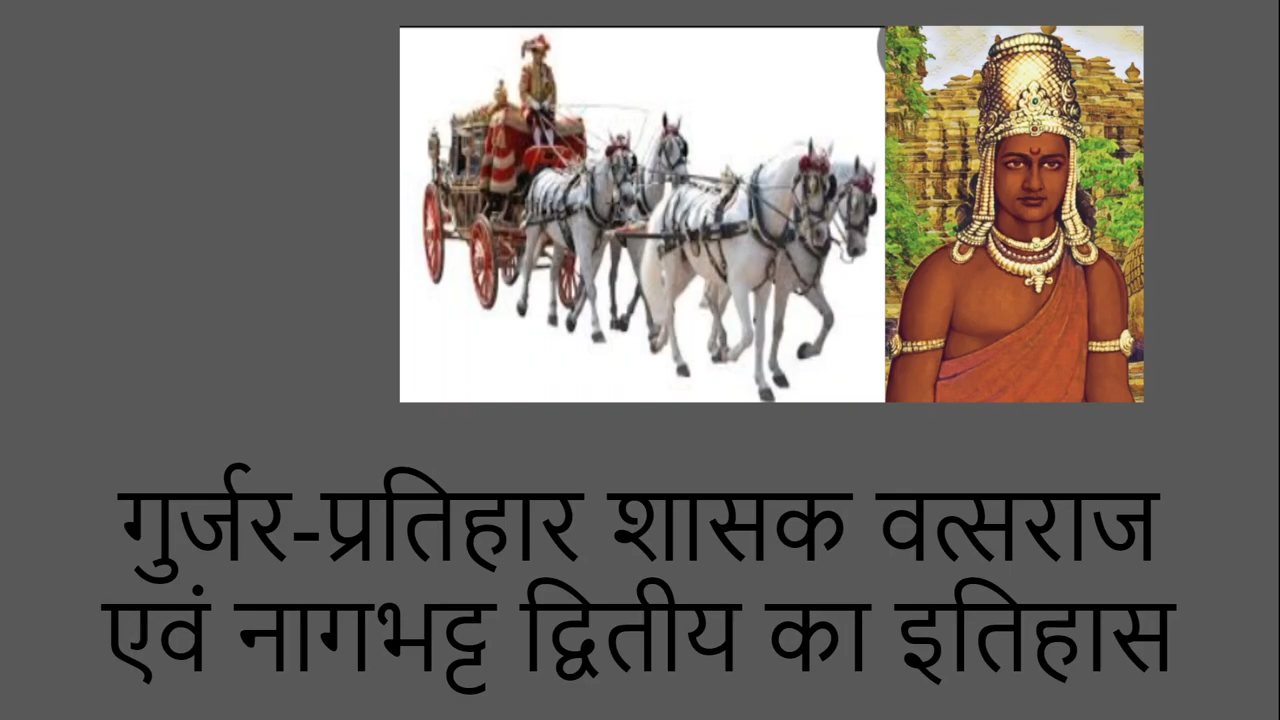 गुर्जर-प्रतिहार शासक वत्सराज
एवं नागभट्ट द्वितीय का इतिहास